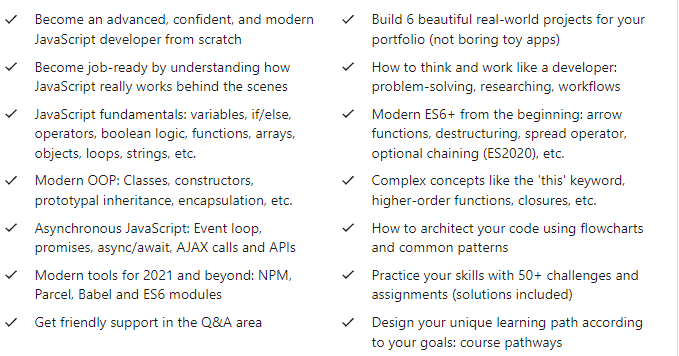 Become an advanced, confident, and modern
JavaScript developer from scratch
Become job-ready by understanding how
JavaScript really works behind the scenes
JavaScript fundamentals: variables, if/else,
operators, boolean logic, functions, arrays,
objects, loops, strings, etc.
Modern OOP: Classes, constructors,
prototypal inheritance, encapsulation, etc.
Asynchronous JavaScript: Event loop,
promises, async/await, AJAX calls and APIs
Modern tools for 2021 and beyond: NPM,
Parcel, Babel and ES6 modules
Get friendly support in the Q&A area
Build 6 beautiful real-world projects for your
portfolio (not boring toy apps)
How to think and work like a developer:
problem-solving, researching, workflows
Modern ES6+ from the beginning: arrow
functions, destructuring, spread operator,
optional chaining (ES2020), etc.
Complex concepts like the 'this' keyword,
higher-order functions, closures, etc.
How to architect your code using flowcharts
and common patterns
Practice your skills with 50+ challenges and
assignments (solutions included)
Design your unique learning path according
to your goals: course pathways